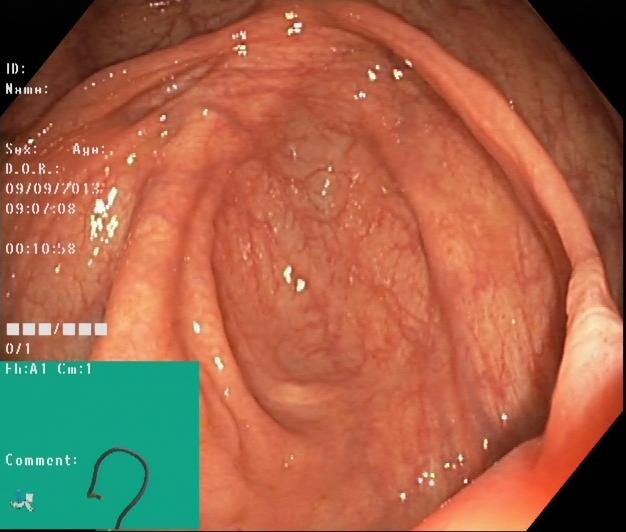 ID:
Name:
Sex: Age:
D.O.R.:
09/09/2013
09:07:08
00:10:58
■■■/■■■
0/1
Eh:A1 Cm:1
Comment: